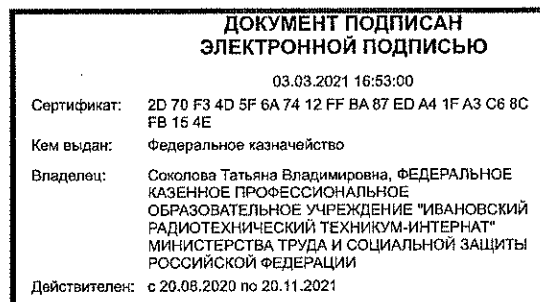 ДОКУМЕНТ ПОДПИСАН
ЭЛЕКТРОННОЙ ПОДПИСЬЮ
03.03.2021 16:53:00
Сертификат: 2D 70 F3 4D 5F 6A 74 12 FF BA 87 ED A4 1F A3 C6 8C
FB 15 4E
Кем выдан: Федеральное казначейство
Владелец: Соколова Татьяна Владимировна, ФЕДЕРАЛЬНОЕ
КАЗЕННОЕ ПРОФЕССИОНАЛЬНОЕ
ОБРАЗОВАТЕЛЬНОЕ УЧРЕЖДЕНИЕ "ИВАНОВСКИЙ
РАДИОТЕХНИЧЕСКИЙ ТЕХНИКУМ-ИНТЕРНАТ"
МИНИСТЕРСТВА ТРУДА И СОЦИАЛЬНОЙ ЗАЩИТЫ
РОССИЙСКОЙ ФЕДЕРАЦИИ
Действителен: с 20.08.2020 по 20.11.2021